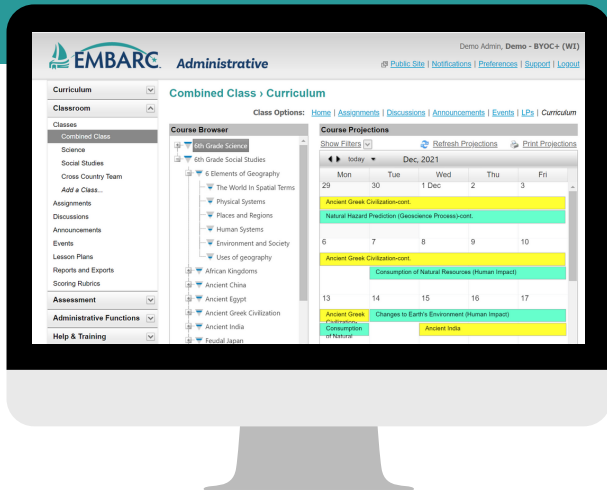 EMBARC
Administrative
Demo Admin, Demo - BYOC+ (WI)
Public Site | Notifications | Preferences | Support | Logout
Curriculum
Classroom
Classes
Combined Class
Science
Social Studies
Cross Country Team
Add a Class...
Assignments
Discussions
Announcements
Events
Lesson Plans
Reports and Exports
Scoring Rubrics
Assessment
Administrative Functions
Help & Training
Combined Class › Curriculum
Class Options: Home | Assignments | Discussions | Announcements | Events | LPs | Curriculum
Course Browser
6th Grade Science
6th Grade Social Studies
6 Elements of Geography
The World In Spatial Terms
Physical Systems
Places and Regions
Human Systems
Environment and Society
Uses of geography
African Kingdoms
Ancient China
Ancient Egypt
Ancient Greek Civilization
Ancient India
Feudal Japan
Course Projections
Show Filters Refresh Projections Print Projections
today Dec, 2021
Mon Tue Wed Thu Fri
29 30 1 Dec 2 3
Ancient Greek Civilization-cont.
Natural Hazard Prediction (Geoscience Process)-cont.
6 7 8 9 10
Ancient Greek Civilization-cont.
Consumption of Natural Resources (Human Impact)
13 14 15 16 17
Ancient Greek Changes to Earth's Environment (Human Impact)
Civilization-
Consumption Ancient India
of Natural